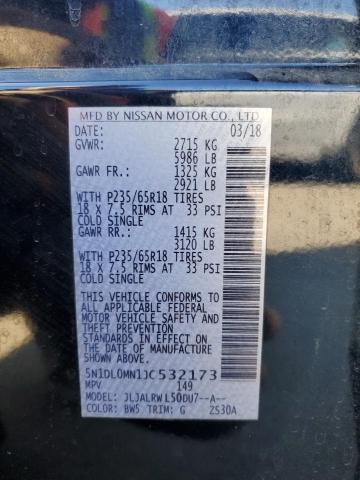 MFD BY NISSAN MOTOR CO., LTD.
DATE: 03/18
GVWR: 2715 KG
5986 LB
GAWR FR.: 1325 KG
2921 LB
WITH P235/65R18 TIRES
18 X 7.5 RIMS AT 33 PSI
COLD SINGLE
GAWR RR.: 1415 KG
3120 LB
WITH P235/65R18 TIRES
18 X 7.5 RIMS AT 33 PSI
COLD SINGLE
THIS VEHICLE CONFORMS TO
ALL APPLICABLE FEDERAL
MOTOR VEHICLE SAFETY
STANDARDS IN EFFECT ON
THE DATE OF MANUFACTURE
SHOWN ABOVE.
5N1DL0MN1JC532173
MPV 149
MODEL: JLJALRWL50DU7--A--
COLOR: BW5 TRIM: G ZS30A